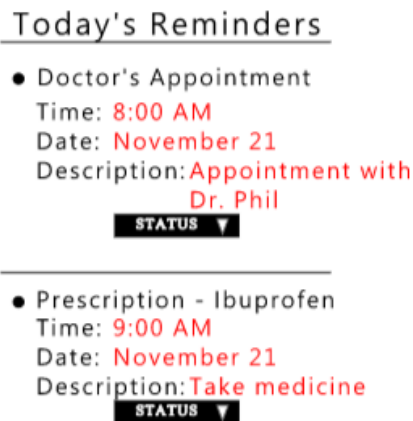 Today's Reminders
● Doctor's Appointment
Time: 8:00 AM
Date: November 21
Description: Appointment with
Dr. Phil
STATUS ▼
● Prescription - Ibuprofen
Time: 9:00 AM
Date: November 21
Description: Take medicine
STATUS ▼